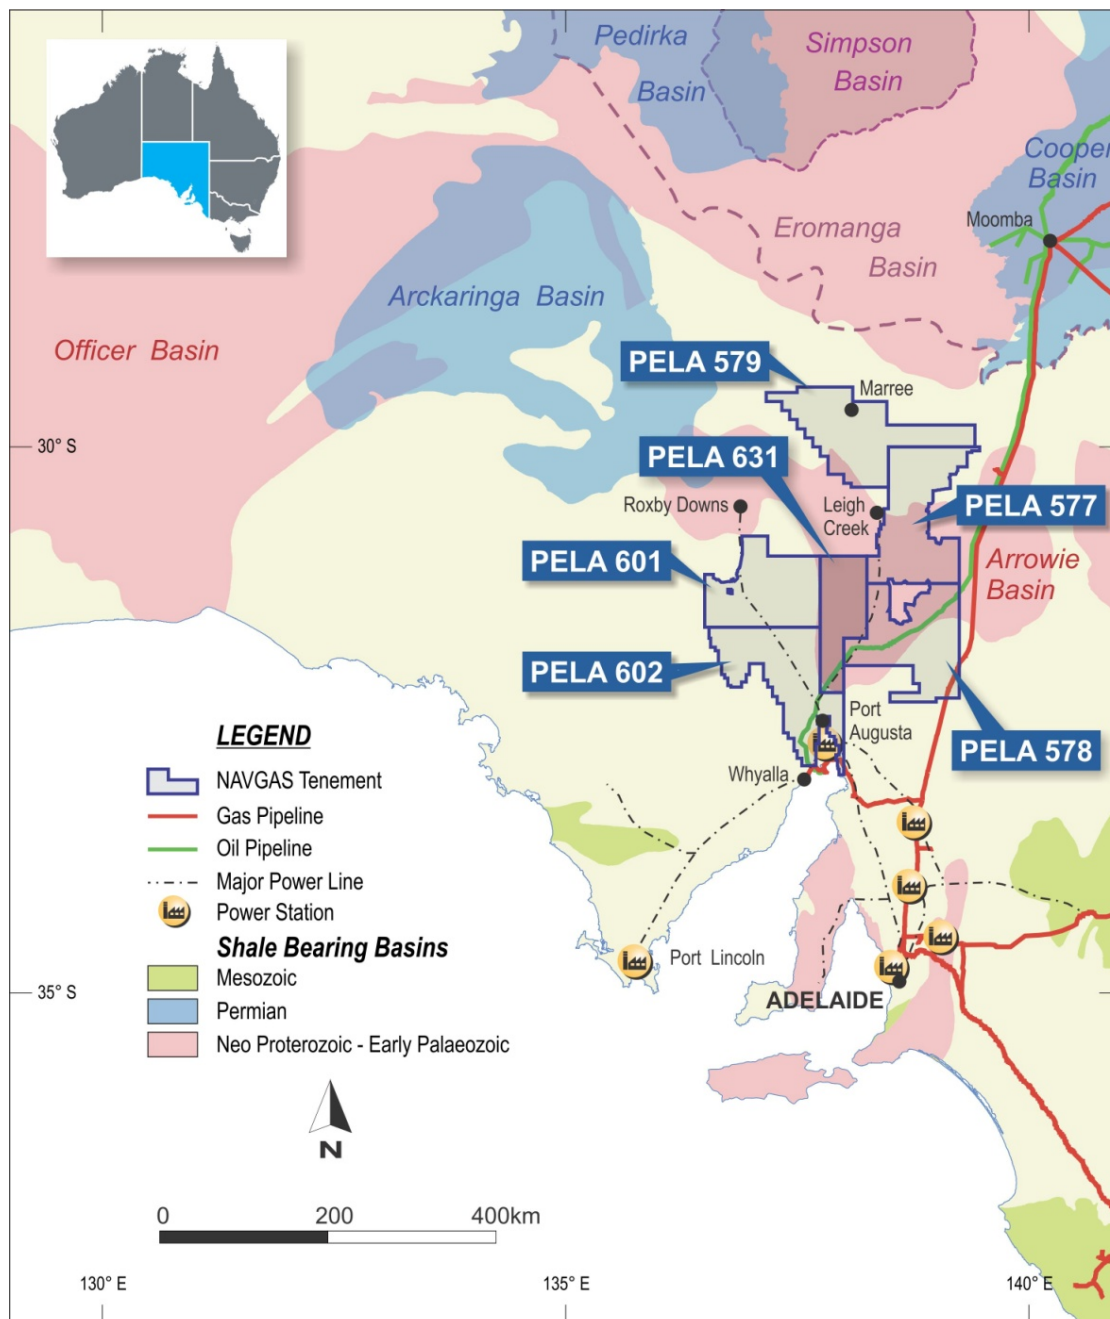 Pedirka
Basin
Simpson
Basin
Cooper
Basin
Moomba
Eromanga
Basin
Arckaringa Basin
Officer Basin
PELA 579
Marree
30° S
PELA 631
Roxby Downs
Leigh
Creek
PELA 577
PELA 601
Arrowie
Basin
PELA 602
Port
Augusta
PELA 578
Whyalla
LEGEND
NAVGAS Tenement
Gas Pipeline
Oil Pipeline
Major Power Line
Power Station
Shale Bearing Basins
Mesozoic
Permian
Neo Proterozoic - Early Palaeozoic
Port Lincoln
ADELAIDE
35° S
N
0 200 400km
130° E 135° E 140° E